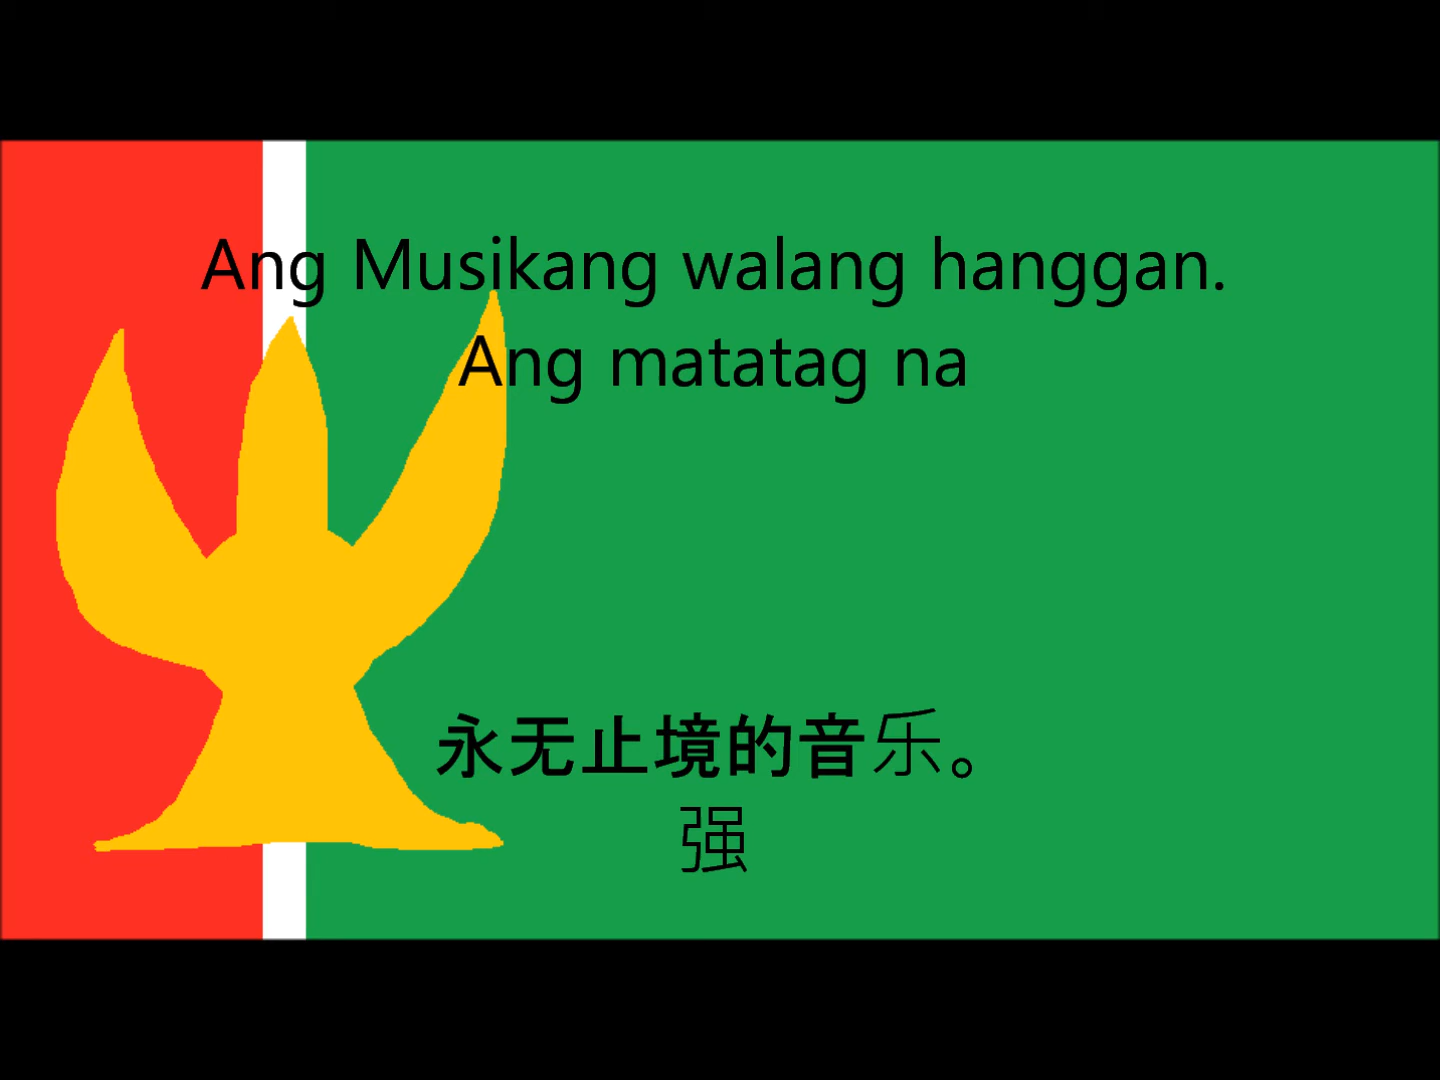 Ang Musikang walang hanggan.
Ang matatag na
永无止境的音乐。
强